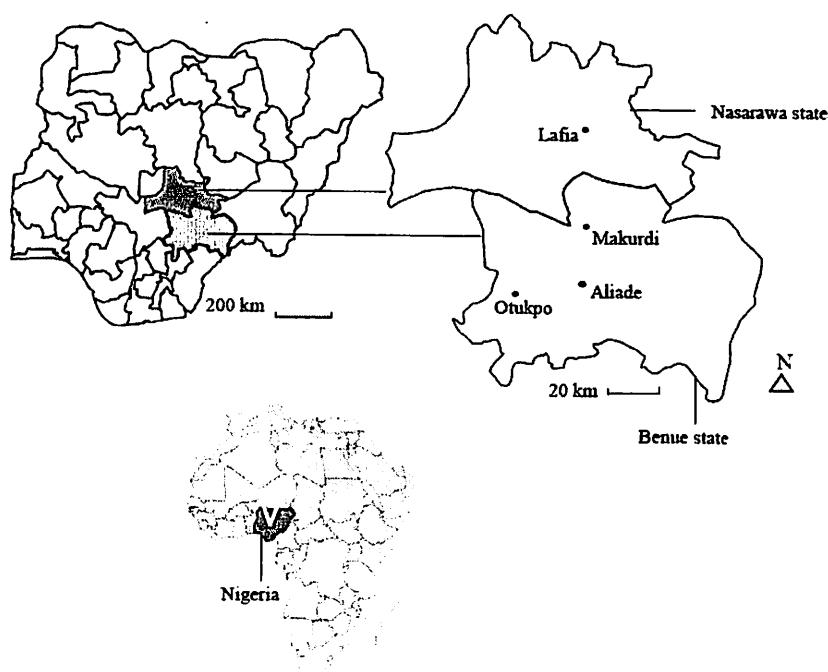 Nasarawa state
Lafia
Makurdi
Aliade
Otukpo
200 km
20 km
N
Benue state
Nigeria